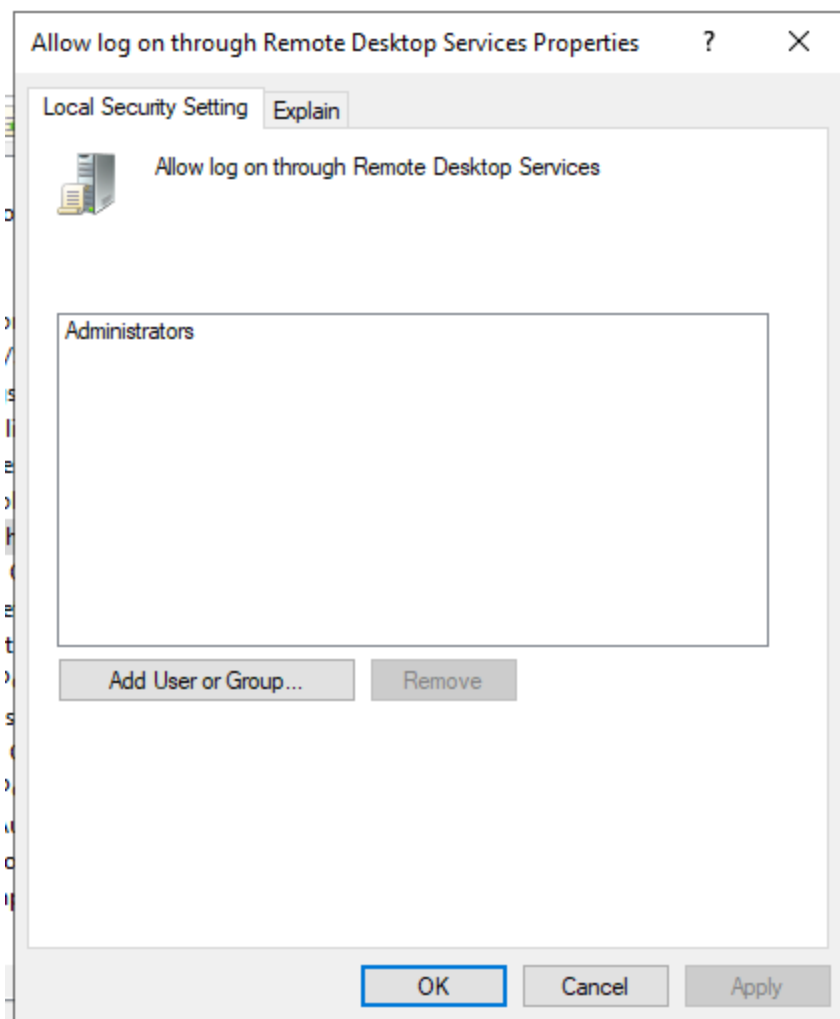 Allow log on through Remote Desktop Services Properties ? ×
Local Security Setting Explain
Allow log on through Remote Desktop Services
Administrators
Add User or Group... Remove
OK Cancel Apply